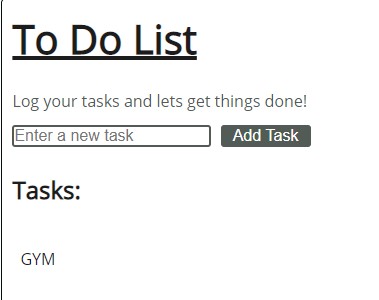 To Do List
Log your tasks and lets get things done!
Enter a new task Add Task
Tasks:
GYM